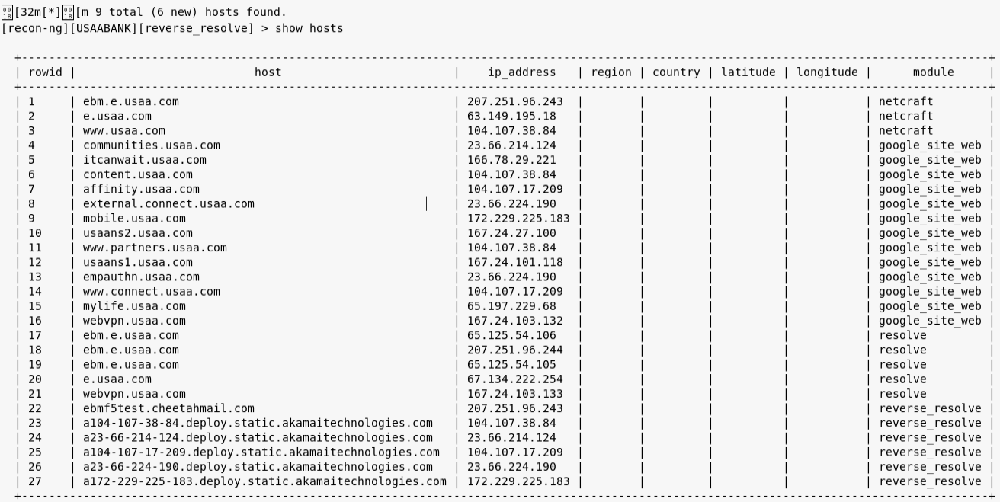 [32m[*][m 9 total (6 new) hosts found.
[recon-ng][USAABANK][reverse_resolve] > show hosts
+---------------------------------------------------------------------------------------------------------------------------------------------+
| rowid | host | ip_address | region | country | latitude | longitude | module |
+---------------------------------------------------------------------------------------------------------------------------------------------+
| 1 | ebm.e.usaa.com | 207.251.96.243 | | | | | netcraft |
| 2 | e.usaa.com | 63.149.195.18 | | | | | netcraft |
| 3 | www.usaa.com | 104.107.38.84 | | | | | netcraft |
| 4 | communities.usaa.com | 23.66.214.124 | | | | | google_site_web |
| 5 | itcanwait.usaa.com | 166.78.29.221 | | | | | google_site_web |
| 6 | content.usaa.com | 104.107.38.84 | | | | | google_site_web |
| 7 | affinity.usaa.com | 104.107.17.209 | | | | | google_site_web |
| 8 | external.connect.usaa.com | 23.66.224.190 | | | | | google_site_web |
| 9 | mobile.usaa.com | 172.229.225.183 | | | | | google_site_web |
| 10 | usaans2.usaa.com | 167.24.27.100 | | | | | google_site_web |
| 11 | www.partners.usaa.com | 104.107.38.84 | | | | | google_site_web |
| 12 | usaans1.usaa.com | 167.24.101.118 | | | | | google_site_web |
| 13 | empauthn.usaa.com | 23.66.224.190 | | | | | google_site_web |
| 14 | www.connect.usaa.com | 104.107.17.209 | | | | | google_site_web |
| 15 | mylife.usaa.com | 65.197.229.68 | | | | | google_site_web |
| 16 | webvpn.usaa.com | 167.24.103.132 | | | | | google_site_web |
| 17 | ebm.e.usaa.com | 65.125.54.106 | | | | | resolve |
| 18 | ebm.e.usaa.com | 207.251.96.244 | | | | | resolve |
| 19 | ebm.e.usaa.com | 65.125.54.105 | | | | | resolve |
| 20 | e.usaa.com | 67.134.222.254 | | | | | resolve |
| 21 | webvpn.usaa.com | 167.24.103.133 | | | | | resolve |
| 22 | ebmf5test.cheetahmail.com | 207.251.96.243 | | | | | reverse_resolve |
| 23 | a104-107-38-84.deploy.static.akamaitechnologies.com | 104.107.38.84 | | | | | reverse_resolve |
| 24 | a23-66-214-124.deploy.static.akamaitechnologies.com | 23.66.214.124 | | | | | reverse_resolve |
| 25 | a104-107-17-209.deploy.static.akamaitechnologies.com | 104.107.17.209 | | | | | reverse_resolve |
| 26 | a23-66-224-190.deploy.static.akamaitechnologies.com | 23.66.224.190 | | | | | reverse_resolve |
| 27 | a172-229-225-183.deploy.static.akamaitechnologies.com | 172.229.225.183 | | | | | reverse_resolve |
+---------------------------------------------------------------------------------------------------------------------------------------------+